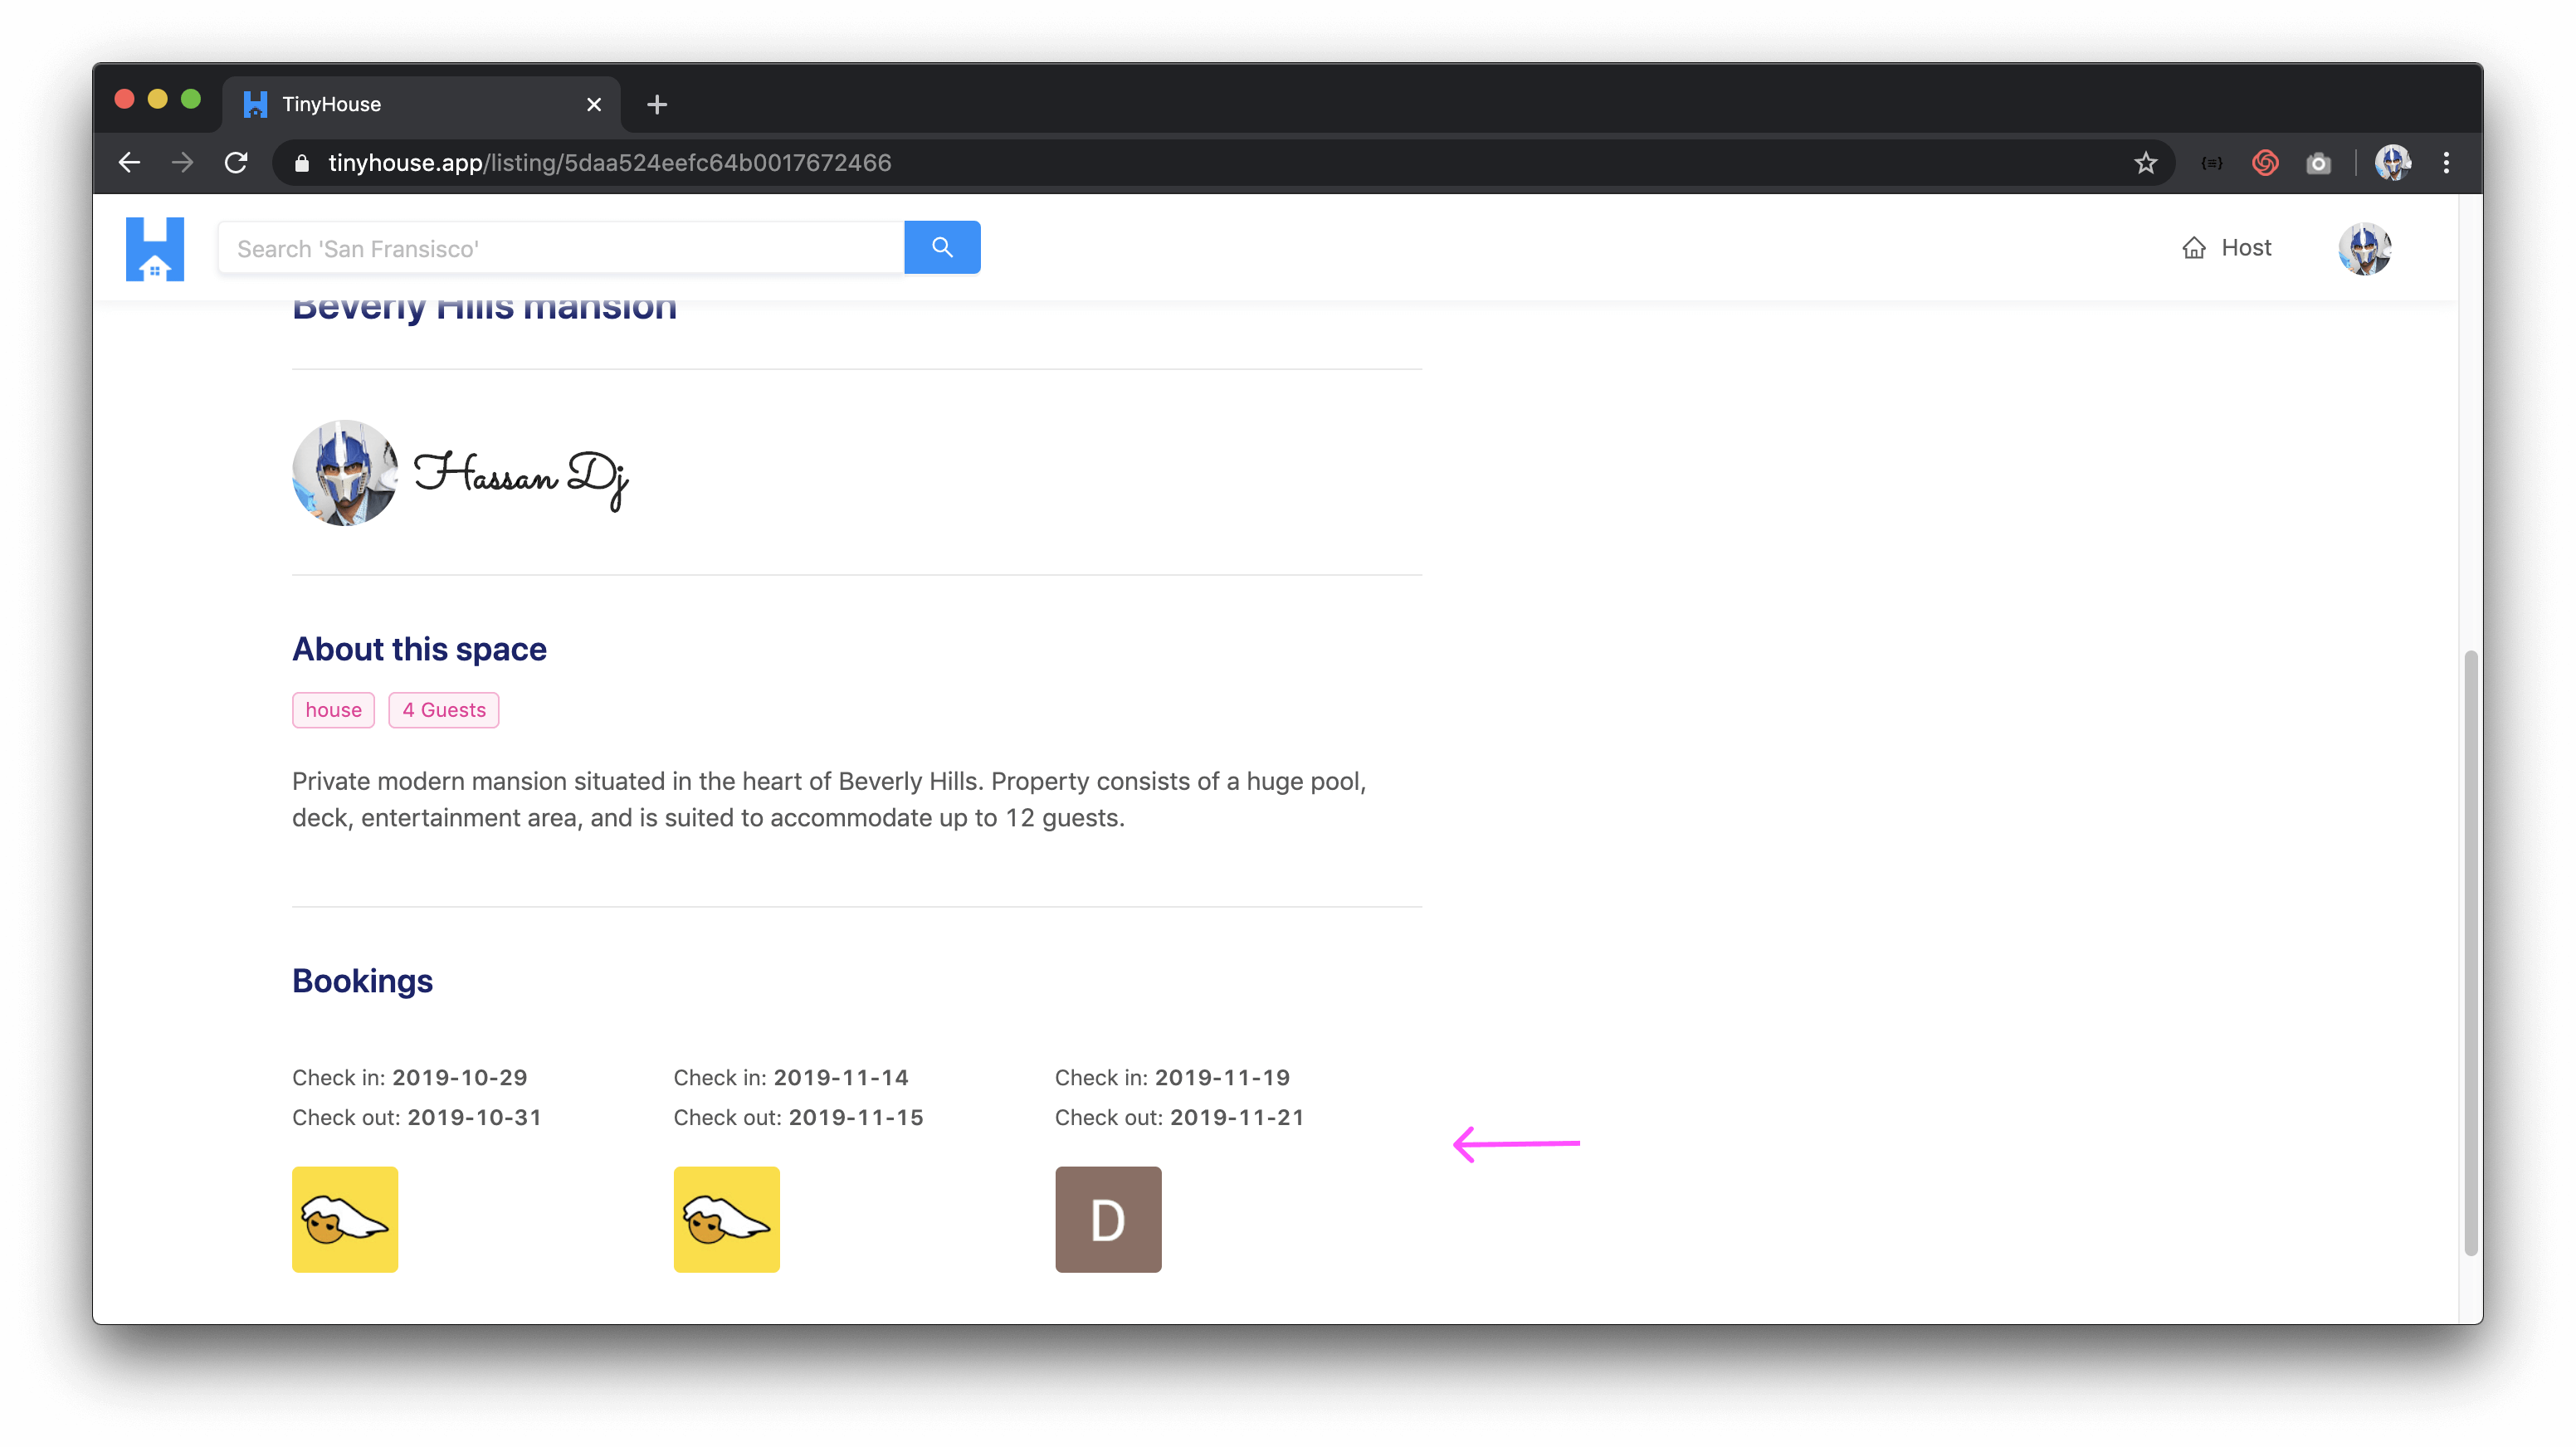 TinyHouse
tinyhouse.app/listing/5daa524eefc64b0017672466
Search 'San Fransisco'
Host
Beverly Hills mansion
Hassan Dj
About this space
house 4 Guests
Private modern mansion situated in the heart of Beverly Hills. Property consists of a huge pool,
deck, entertainment area, and is suited to accommodate up to 12 guests.
Bookings
Check in: 2019-10-29 Check in: 2019-11-14 Check in: 2019-11-19
Check out: 2019-10-31 Check out: 2019-11-15 Check out: 2019-11-21
D